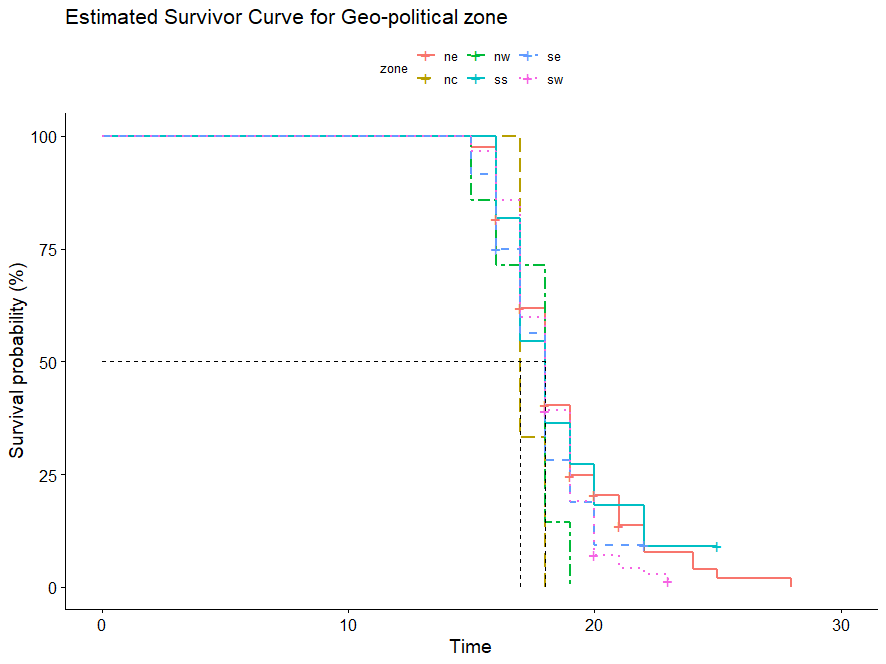 Estimated Survivor Curve for Geo-political zone
zone ne nw se
nc ss sw
100
75
50
25
0
Survival probability (%)
0 10 20 30
Time